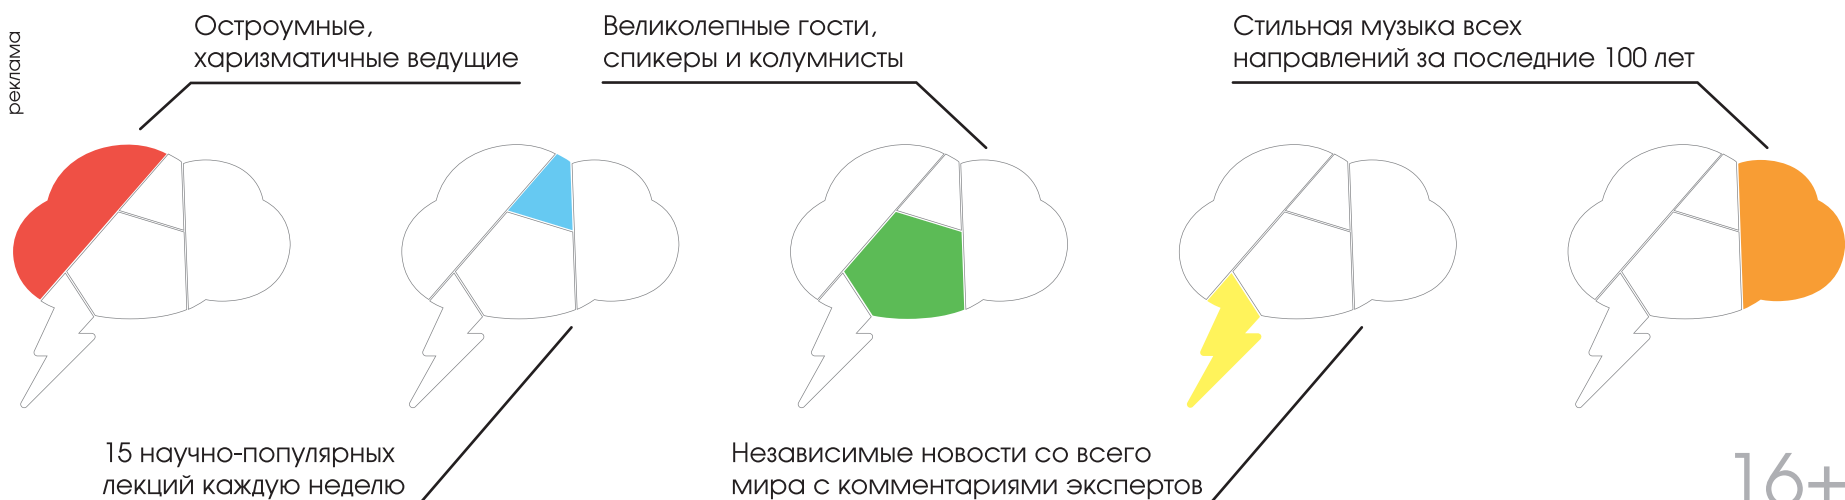 реклама
Остроумные,
харизматичные ведущие
Великолепные гости,
спикеры и колумнисты
Стильная музыка всех
направлений за последние 100 лет
15 научно-популярных
лекций каждую неделю
Независимые новости со всего
мира с комментариями экспертов
16+